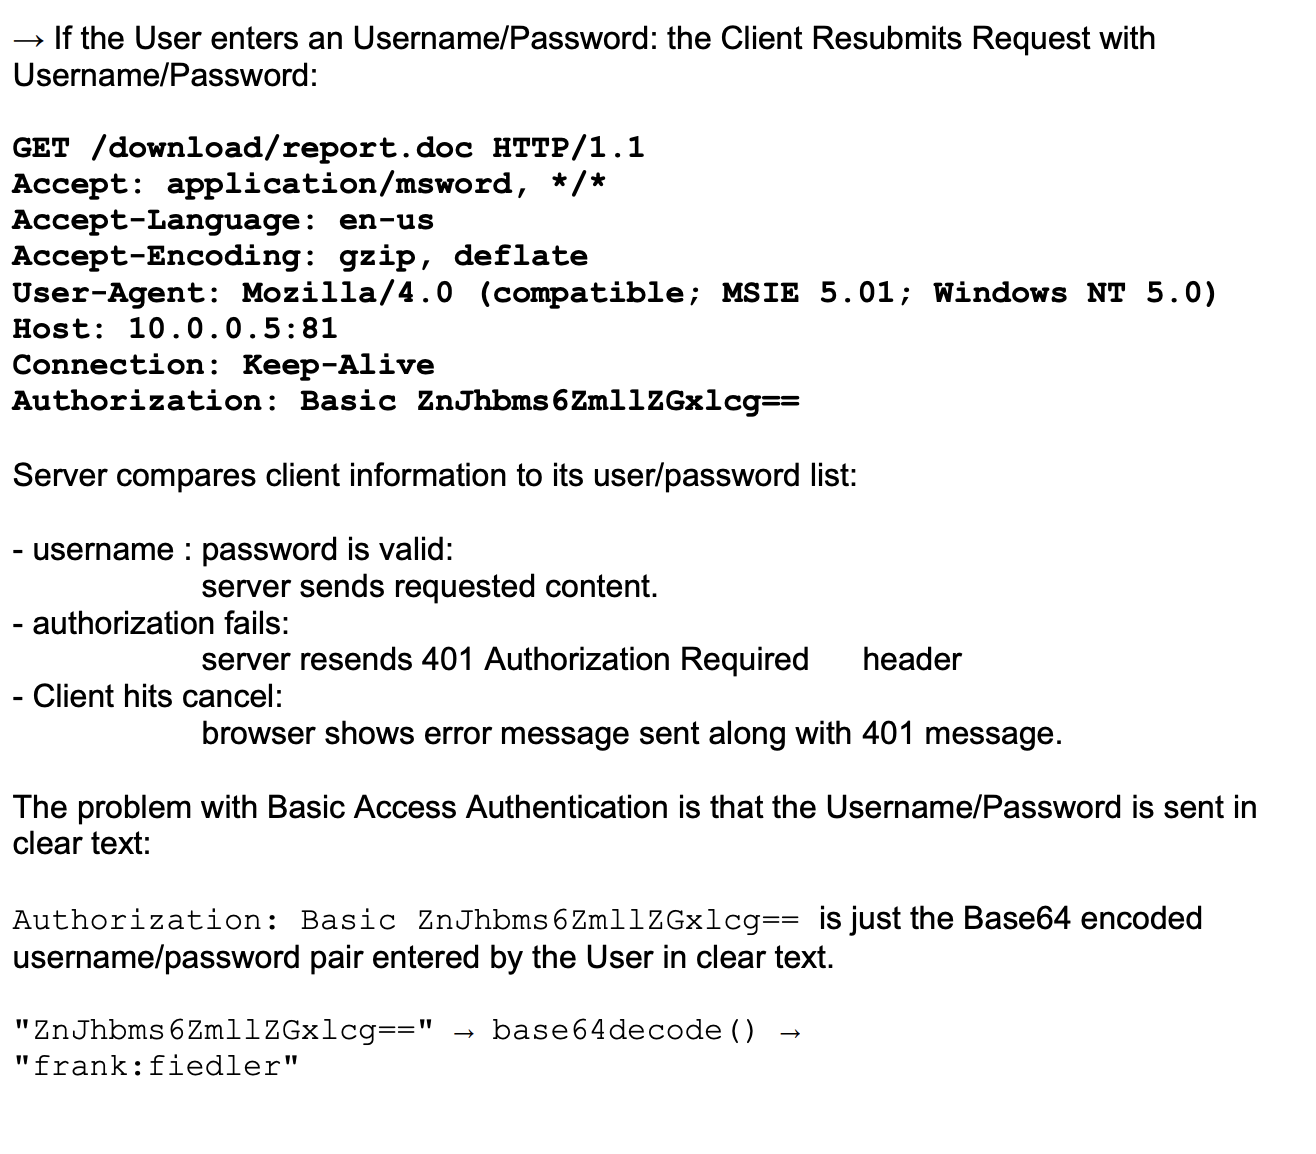 → If the User enters an Username/Password: the Client Resubmits Request with
Username/Password:
GET /download/report.doc HTTP/1.1
Accept: application/msword, */*
Accept-Language: en-us
Accept-Encoding: gzip, deflate
User-Agent: Mozilla/4.0 (compatible; MSIE 5.01; Windows NT 5.0)
Host: 10.0.0.5:81
Connection: Keep-Alive
Authorization: Basic ZnJhbms6ZmllZGxlcg==
Server compares client information to its user/password list:
- username : password is valid:
server sends requested content.
- authorization fails:
server resends 401 Authorization Required header
- Client hits cancel:
browser shows error message sent along with 401 message.
The problem with Basic Access Authentication is that the Username/Password is sent in
clear text:
Authorization: Basic ZnJhbms6ZmllZGxlcg== is just the Base64 encoded
username/password pair entered by the User in clear text.
"ZnJhbms6ZmllZGxlcg==" → base64decode() →
"frank:fiedler"